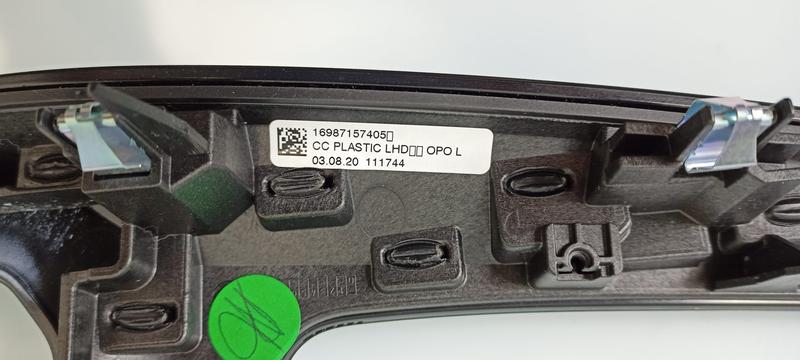 16987157405▯
CC PLASTIC LHD▯▯ OPO L
03.08.20 111744